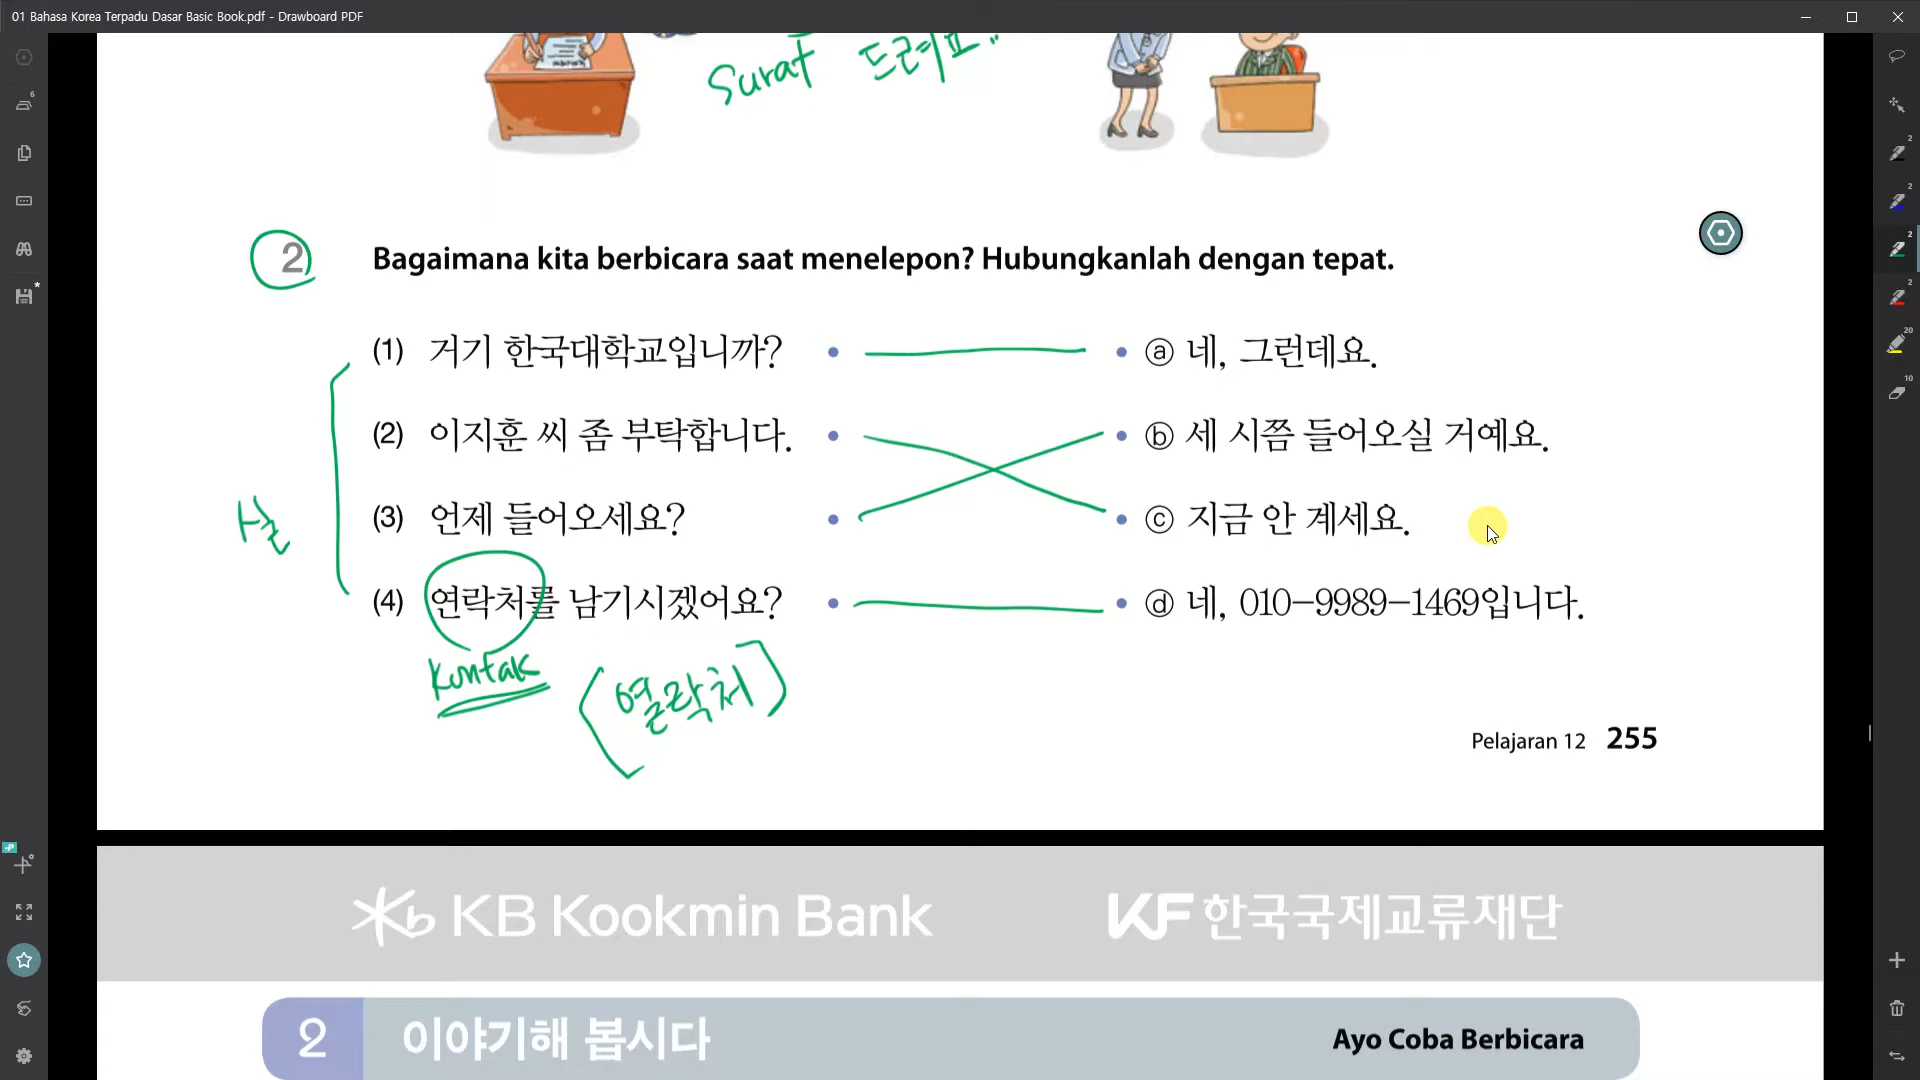 01 Bahasa Korea Terpadu Dasar Basic Book.pdf - Drawboard PDF
Surat 드려요..
2 Bagaimana kita berbicara saat menelepon? Hubungkanlah dengan tepat.
(1) 거기 한국대학교입니까? • • ⓐ 네, 그런데요.
(2) 이지훈 씨 좀 부탁합니다. • • ⓑ 세 시쯤 들어오실 거예요.
(3) 언제 들어오세요? • • ⓒ 지금 안 계세요.
(4) 연락처를 남기시겠어요? • • ⓓ 네, 010-9989-1469입니다.
kontak [열락처]
Pelajaran 12 255
KB Kookmin Bank KF 한국국제교류재단
2 이야기해 봅시다 Ayo Coba Berbicara